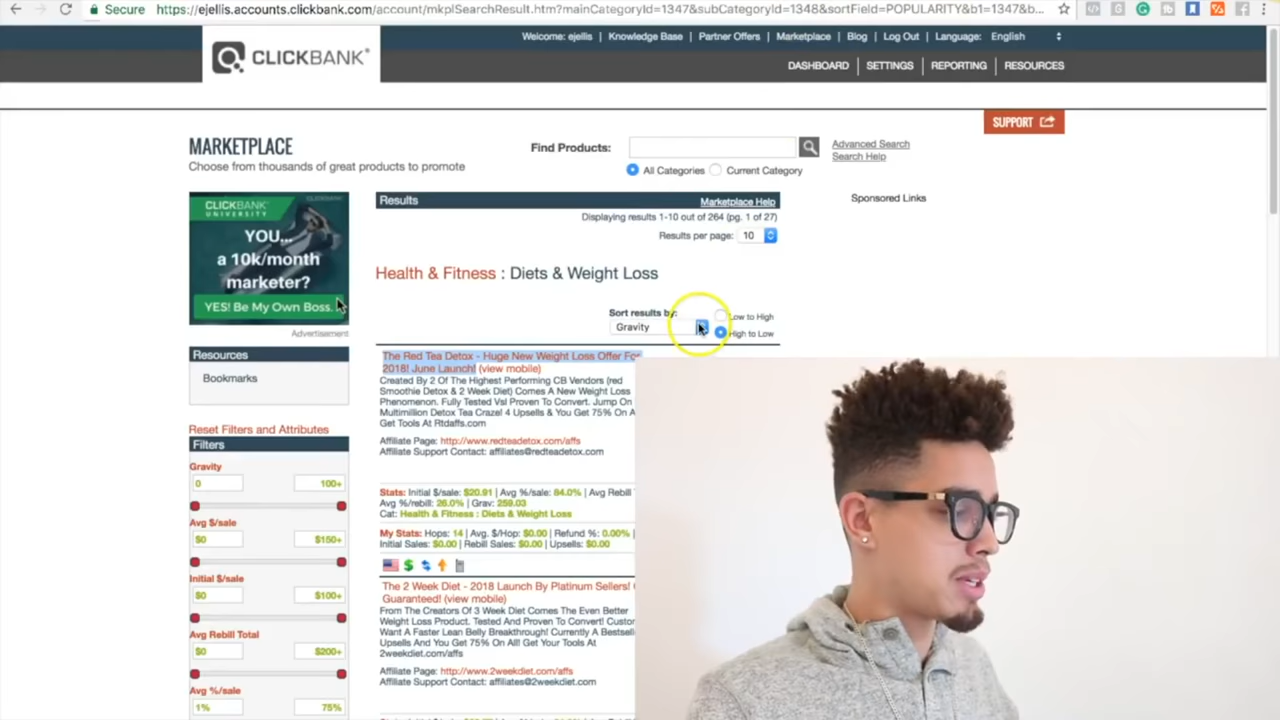 Secure https://ejellis.accounts.clickbank.com/account/mkplSearchResult.htm?mainCategoryId=1347&subCategoryId=1348&sortField=POPULARITY&b1=1347&b...
Welcome: ejellis | Knowledge Base | Partner Offers | Marketplace | Blog | Log Out | Language: English
CLICKBANK
DASHBOARD SETTINGS REPORTING RESOURCES
SUPPORT
MARKETPLACE
Choose from thousands of great products to promote
Find Products:
Advanced Search
Search Help
All Categories Current Category
CLICKBANK
UNIVERSITY
CLICKBANK
YOU...
a 10k/month
marketer?
YES! Be My Own Boss.
Advertisement
Results Marketplace Help
Displaying results 1-10 out of 264 (pg. 1 of 27)
Results per page: 10
Sponsored Links
Health & Fitness : Diets & Weight Loss
Sort results by:
Gravity
Low to High
High to Low
Resources
Bookmarks
Reset Filters and Attributes
Filters
Gravity
0 100+
Avg $/sale
$0 $150+
Initial $/sale
$0 $100+
Avg Rebill Total
$0 $200+
Avg %/sale
1% 75%
The Red Tea Detox - Huge New Weight Loss Offer For
2018! June Launch! (view mobile)
Created By 2 Of The Highest Performing CB Vendors (red
Smoothie Detox & 2 Week Diet) Comes A New Weight Loss
Phenomenon. Fully Tested Vsl Proven To Convert. Jump On
Multimillion Detox Tea Craze! 4 Upsells & You Get 75% On A
Get Tools At Rtdaffs.com
Affiliate Page: http://www.redteadetox.com/affs
Affiliate Support Contact: affiliates@redteadetox.com
Stats: Initial $/sale: $20.91 | Avg %/sale: 84.0% | Avg Rebill
Avg %/rebill: 26.0% | Grav: 259.03
Cat: Health & Fitness : Diets & Weight Loss
My Stats: Hops: 14 | Avg. $/Hop: $0.00 | Refund %: 0.00%
Initial Sales: $0.00 | Rebill Sales: $0.00 | Upsells: $0.00
The 2 Week Diet - 2018 Launch By Platinum Sellers!
Guaranteed! (view mobile)
From The Creators Of 3 Week Diet Comes The Even Better
Weight Loss Product. Tested And Proven To Convert! Custom
Want A Faster Lean Belly Breakthrough! Currently A Bestsel
Upsells And You Get 75% On All! Get Your Tools At
2weekdiet.com/affs
Affiliate Page: http://www.2weekdiet.com/affs
Affiliate Support Contact: affiliates@2weekdiet.com